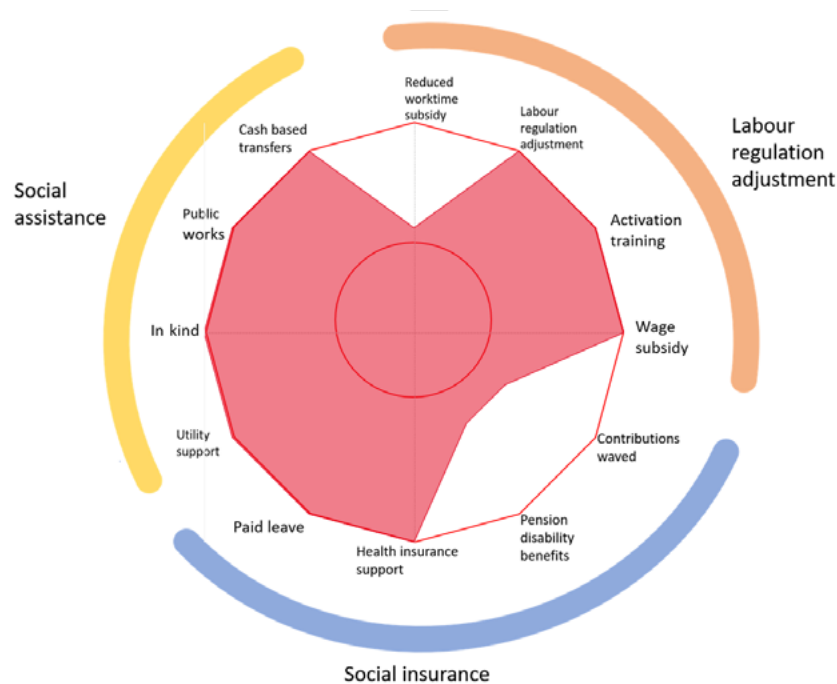 Reduced
worktime
subsidy
Labour
regulation
adjustment
Cash based
transfers
Labour
regulation
adjustment
Social
assistance
Public
works
Activation
training
In kind
Wage
subsidy
Utility
support
Contributions
waved
Paid leave
Pension
disability
benefits
Health insurance
support
Social insurance